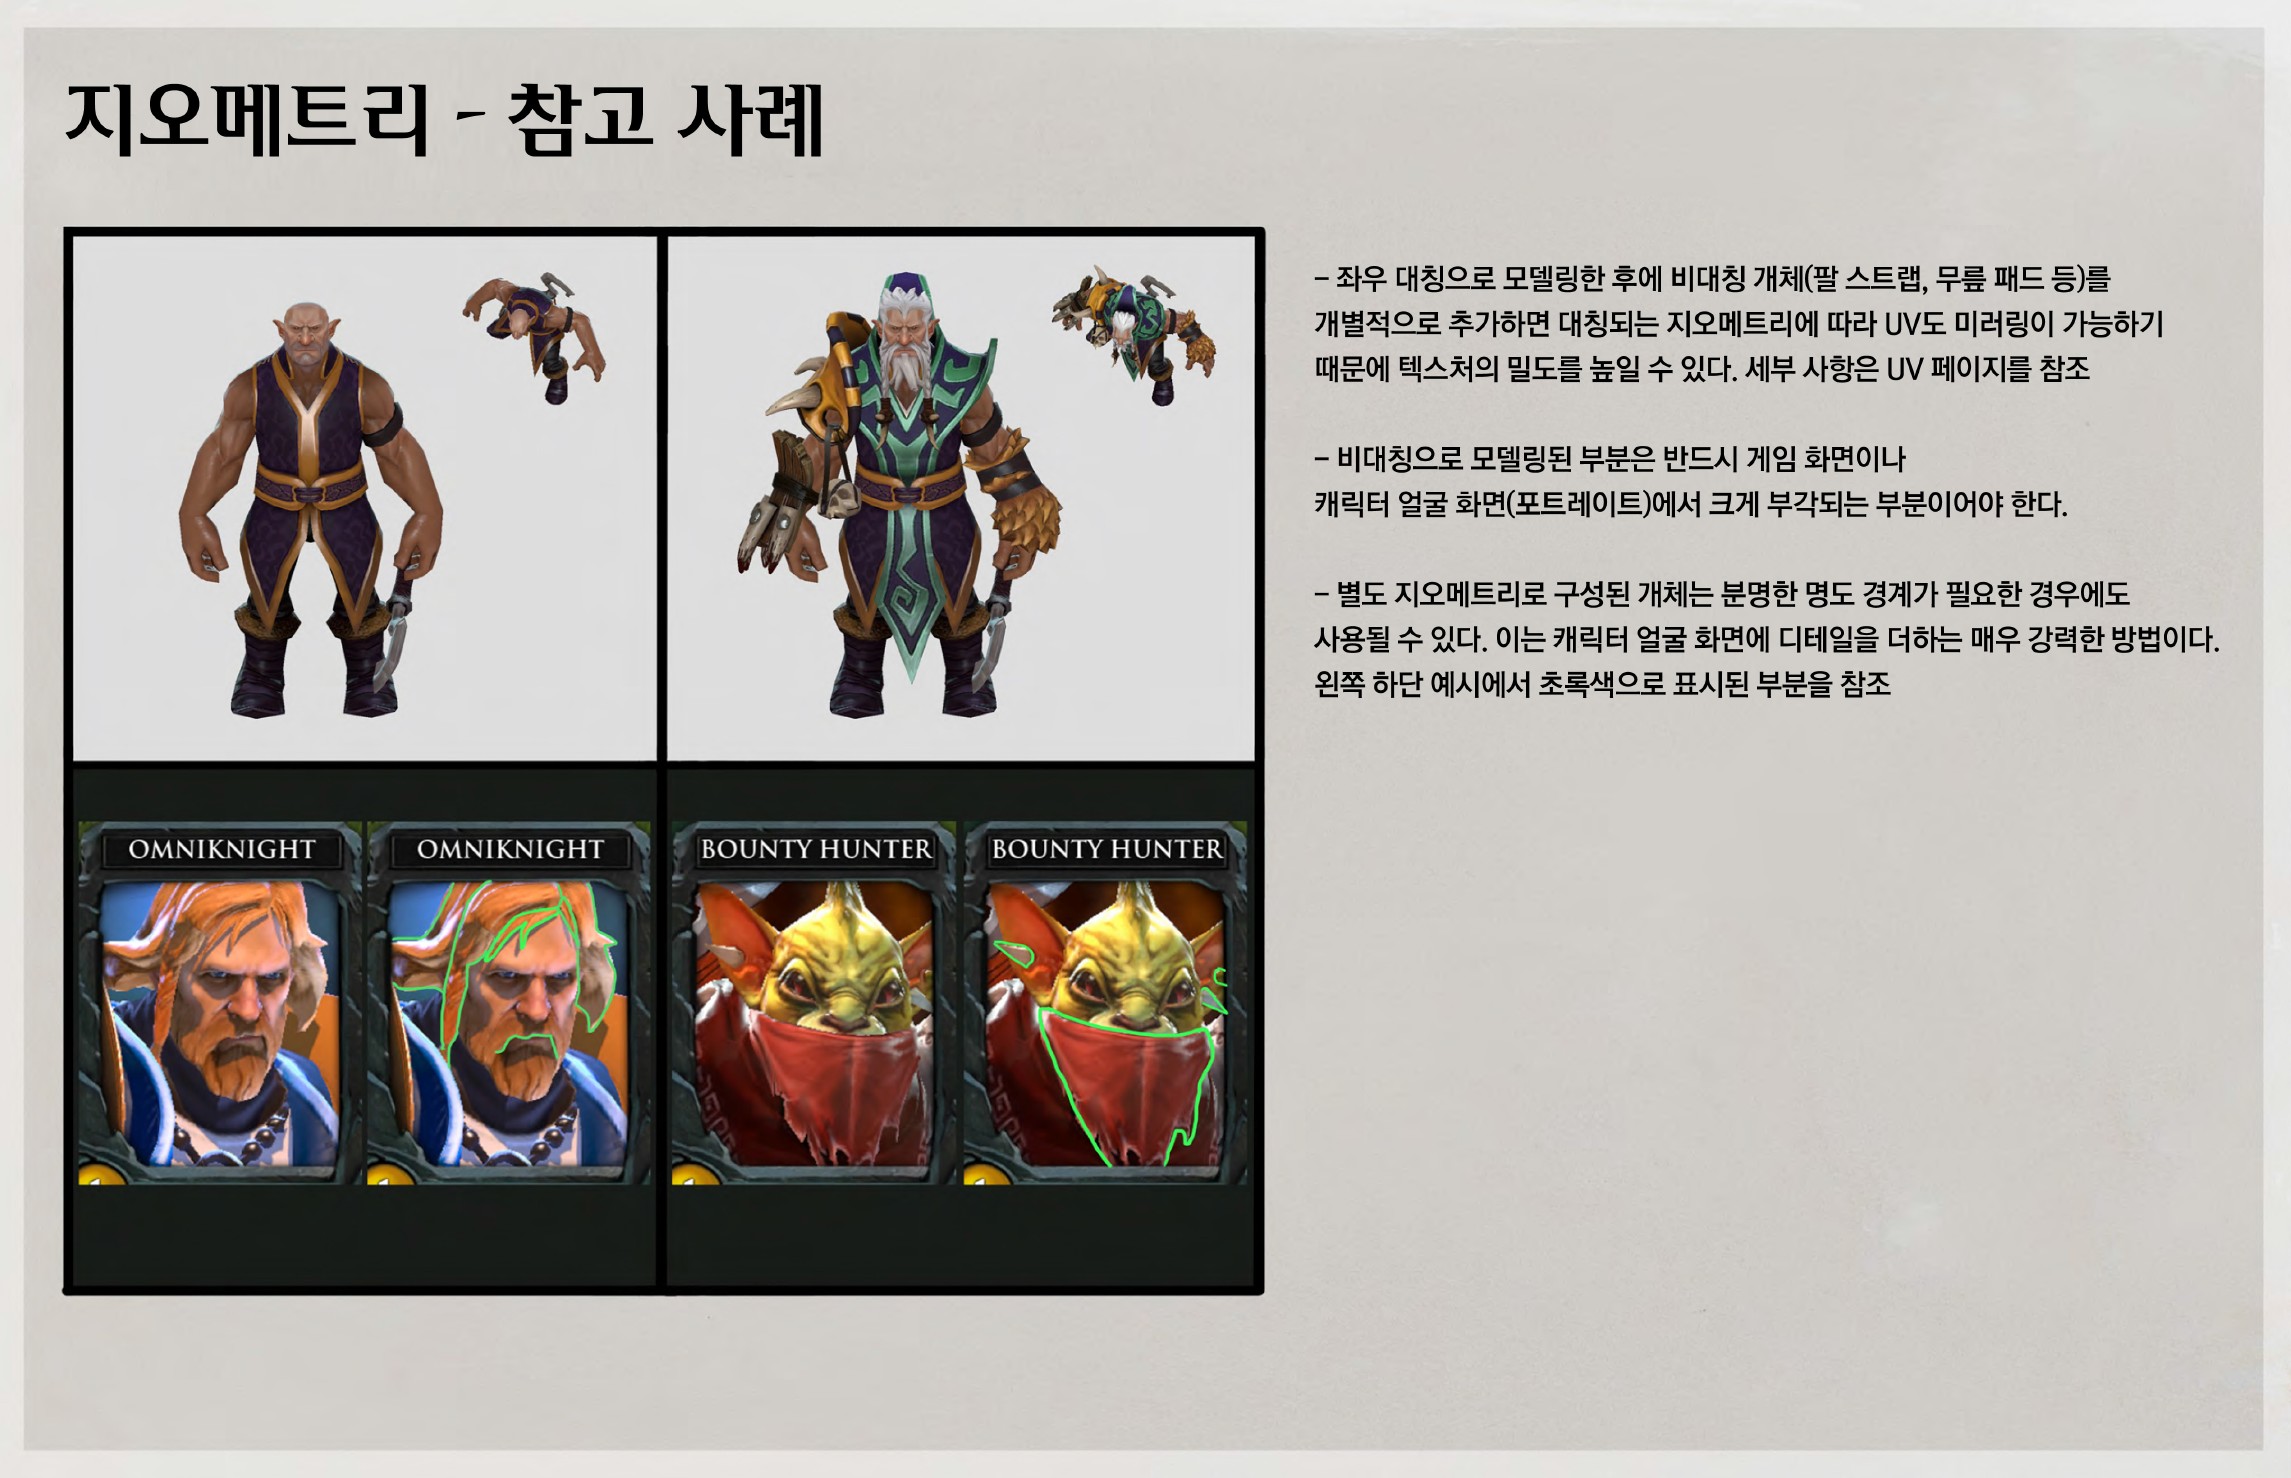 지오메트리 - 참고 사례
– 좌우 대칭으로 모델링한 후에 비대칭 개체(팔 스트랩, 무릎 패드 등)를
개별적으로 추가하면 대칭되는 지오메트리에 따라 UV도 미러링이 가능하기
때문에 텍스처의 밀도를 높일 수 있다. 세부 사항은 UV 페이지를 참조
– 비대칭으로 모델링된 부분은 반드시 게임 화면이나
캐릭터 얼굴 화면(포트레이트)에서 크게 부각되는 부분이어야 한다.
– 별도 지오메트리로 구성된 개체는 분명한 명도 경계가 필요한 경우에도
사용될 수 있다. 이는 캐릭터 얼굴 화면에 디테일을 더하는 매우 강력한 방법이다.
왼쪽 하단 예시에서 초록색으로 표시된 부분을 참조
OMNIKNIGHT
OMNIKNIGHT
BOUNTY HUNTER
BOUNTY HUNTER